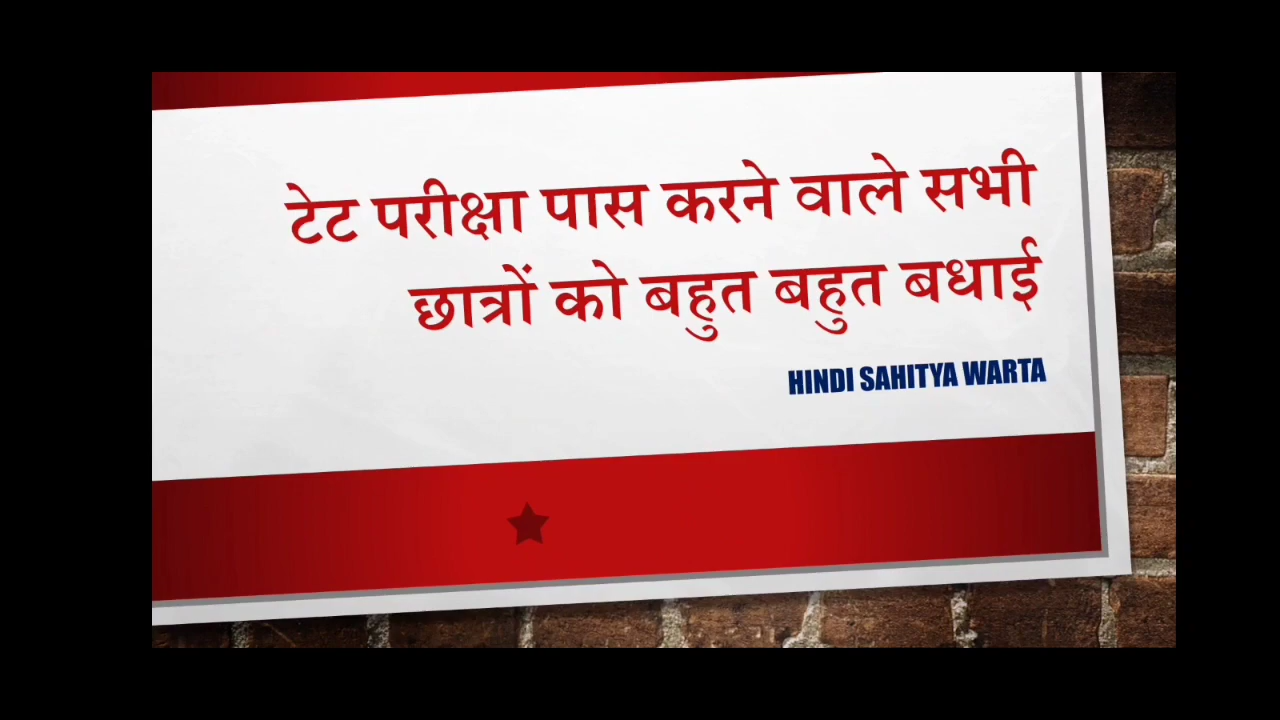 टेट परीक्षा पास करने वाले सभी
छात्रों को बहुत बहुत बधाई
HINDI SAHITYA WARTA